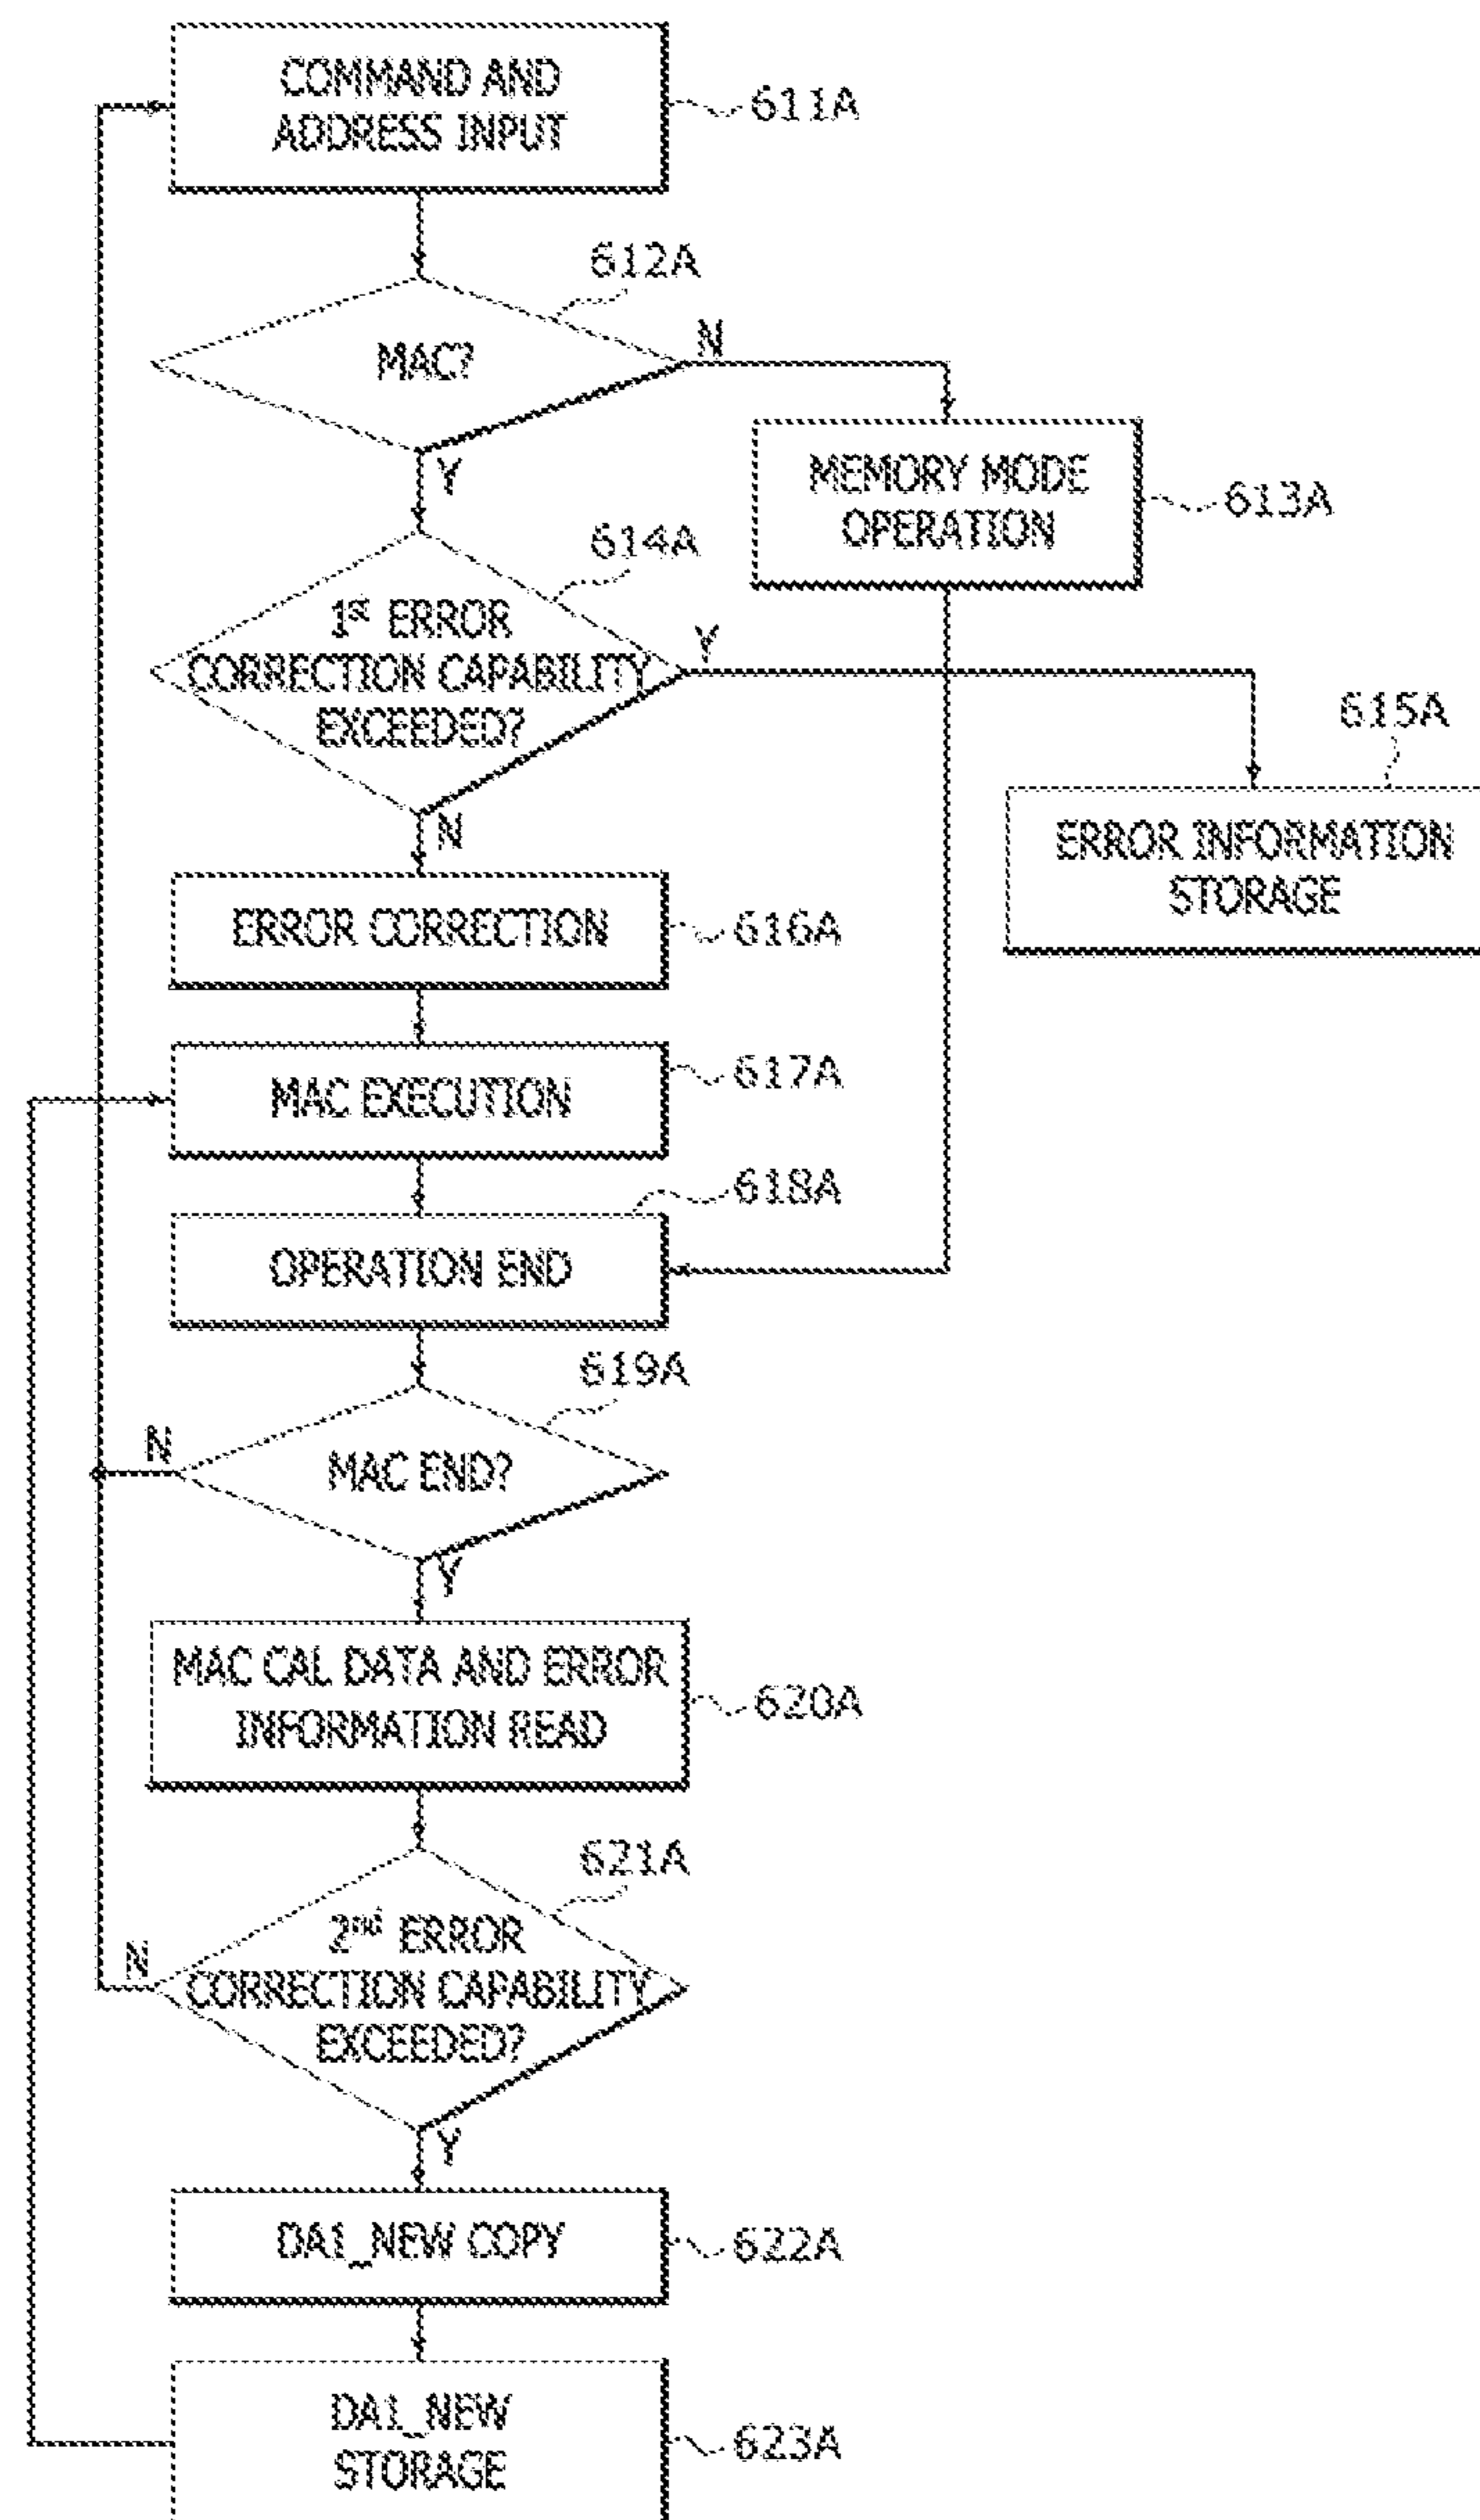 COMMAND AND
ADDRESS INPUT
611A
612A
MAC?
N
Y
MEMORY MODE
OPERATION
613A
614A
1st ERROR
CORRECTION CAPABILITY
EXCEEDED?
Y
N
615A
ERROR INFORMATION
STORAGE
ERROR CORRECTION
616A
MAC EXECUTION
617A
618A
OPERATION END
619A
N
MAC END?
Y
MAC CAL DATA AND ERROR
INFORMATION READ
620A
621A
2nd ERROR
CORRECTION CAPABILITY
EXCEEDED?
N
Y
DA1_NEW COPY
622A
DA1_NEW
STORAGE
623A